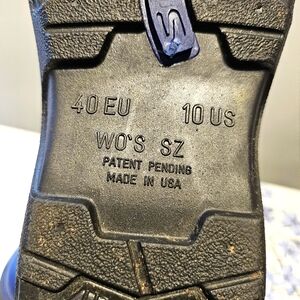 S
40 EU 10 US
WO'S SZ
PATENT PENDING
MADE IN USA